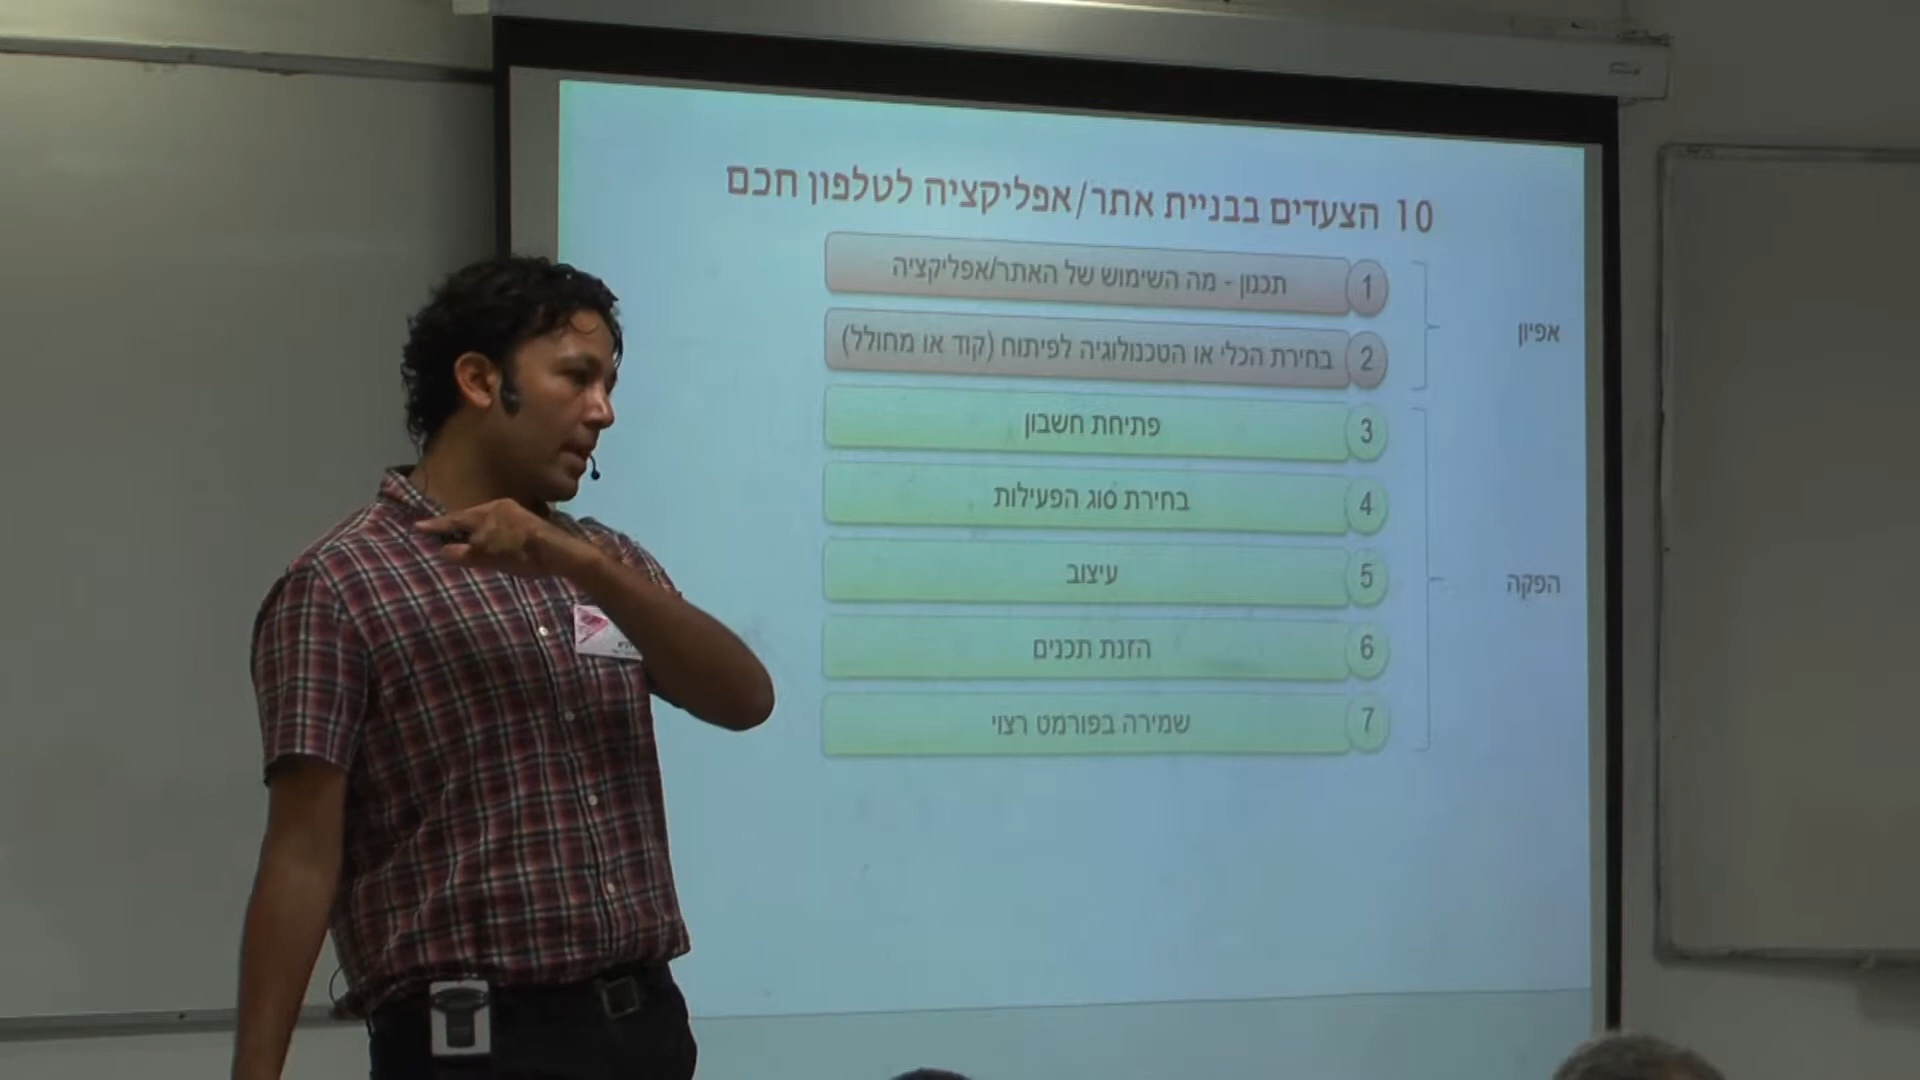 10 הצעדים בבניית אתר/אפליקציה לטלפון חכם
אפיון
1 תכנון - מה השימוש של האתר/אפליקציה
2 בחירת הכלי או הטכנולוגיה לפיתוח (קוד או מחולל)
הפקה
3 פתיחת חשבון
4 בחירת סוג הפעילות
5 עיצוב
6 הזנת תכנים
7 שמירה בפורמט רצוי